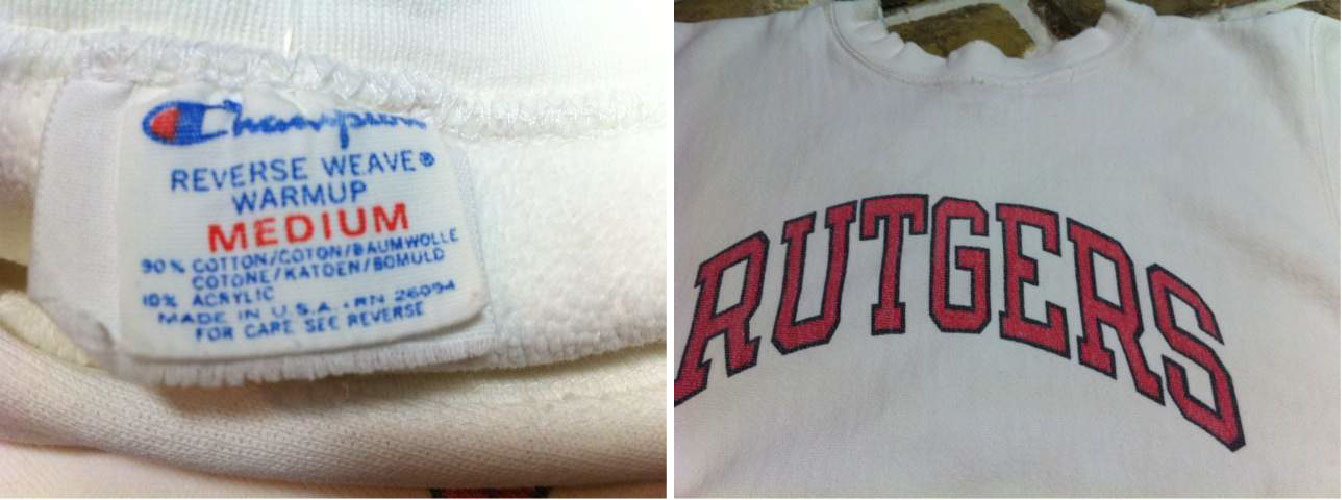 Champion
REVERSE WEAVE®
WARMUP
MEDIUM
90% COTTON/COTON/BAUMWOLLE
COTONE/KATOEN/BOMULD
10% ACRYLIC
MADE IN U.S.A. · RN 26094
FOR CARE SEE REVERSE
RUTGERS